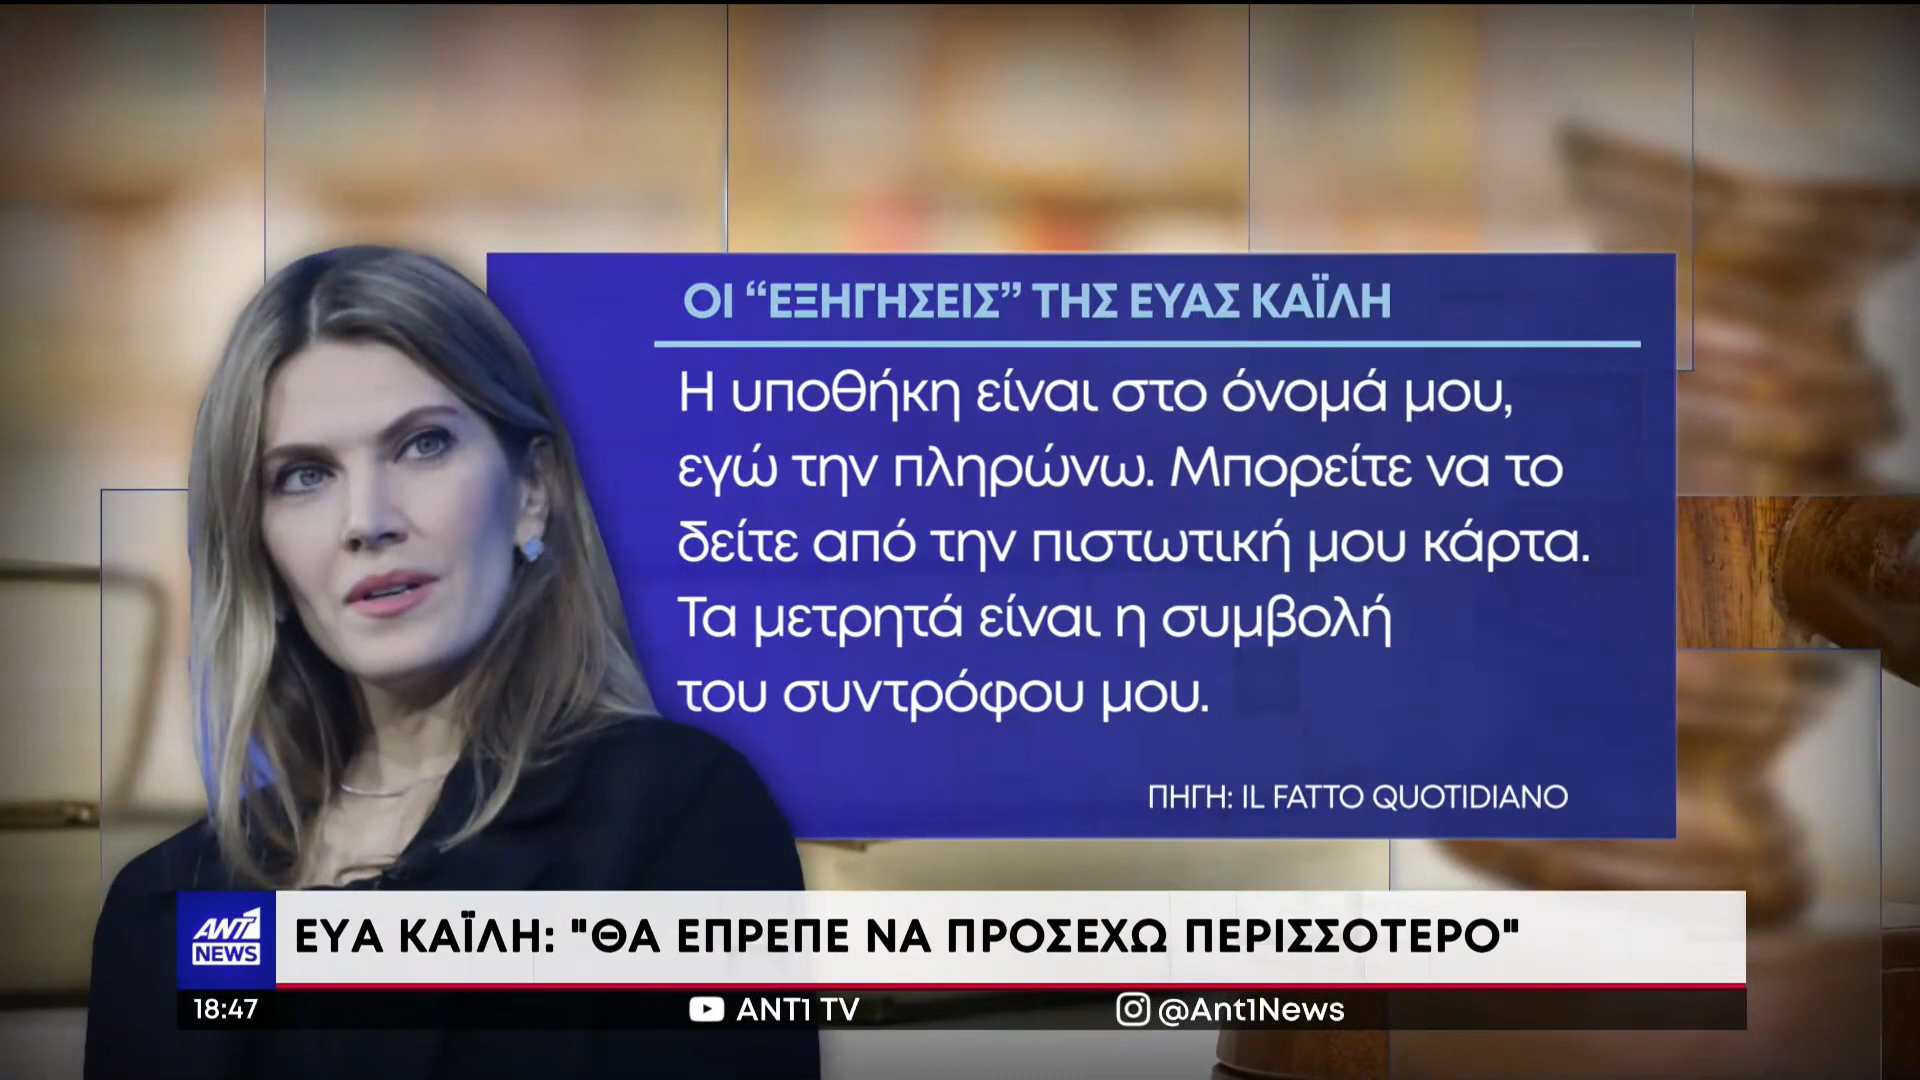 ΟΙ “ΕΞΗΓΗΣΕΙΣ” ΤΗΣ ΕΥΑΣ ΚΑΪΛΗ
Η υποθήκη είναι στο όνομά μου,
εγώ την πληρώνω. Μπορείτε να το
δείτε από την πιστωτική μου κάρτα.
Τα μετρητά είναι η συμβολή
του συντρόφου μου.
ΠΗΓΗ: IL FATTO QUOTIDIANO
ΑΝΤ1 NEWS
ΕΥΑ ΚΑΪΛΗ: "ΘΑ ΕΠΡΕΠΕ ΝΑ ΠΡΟΣΕΧΩ ΠΕΡΙΣΣΟΤΕΡΟ"
18:47 ANT1 TV @Ant1News